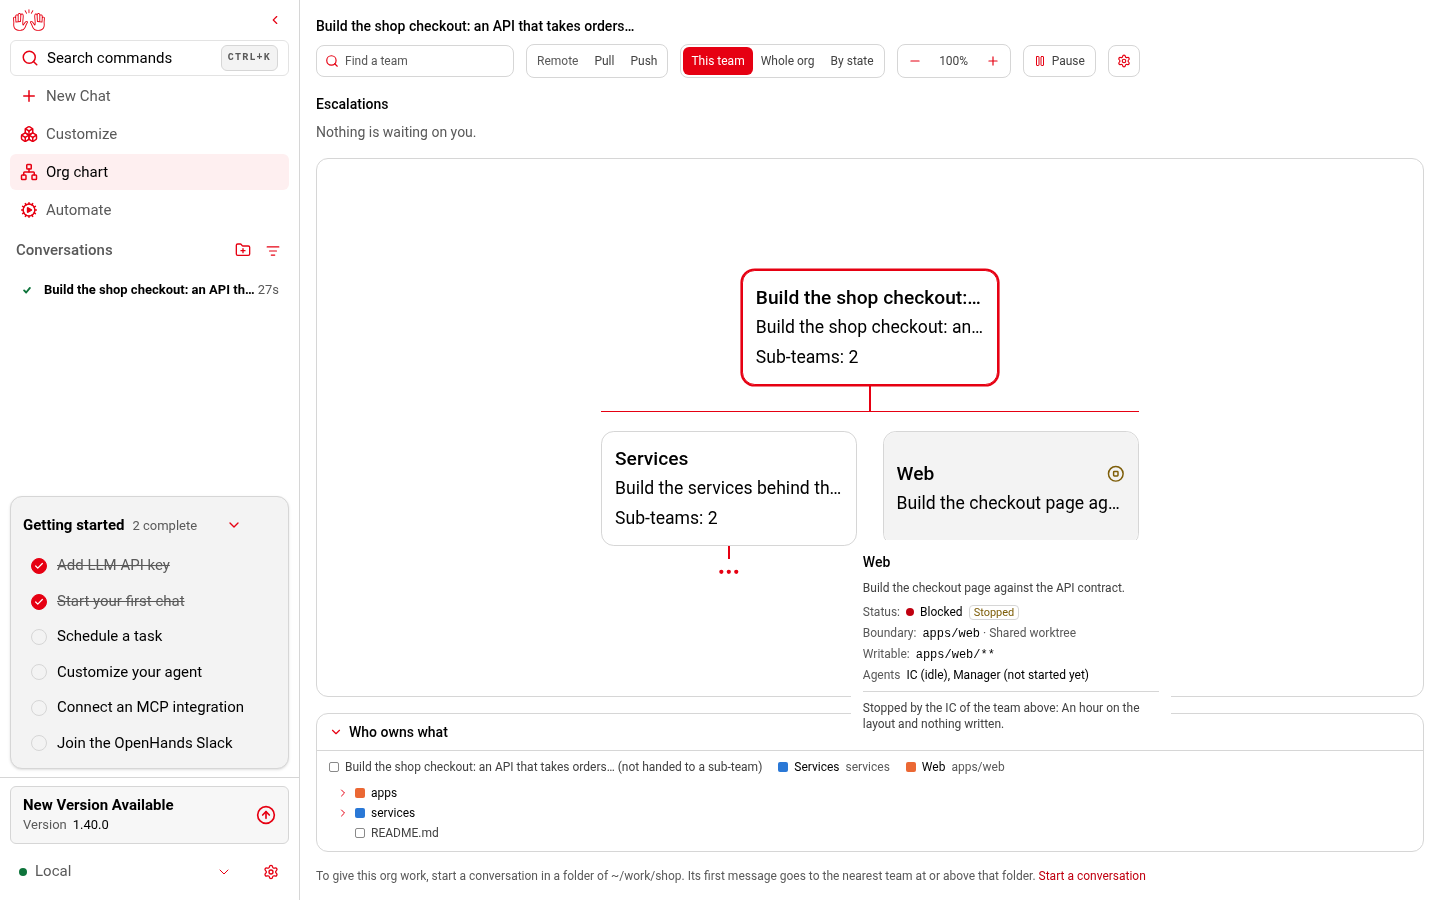 Build the shop checkout: an API that takes orders…
Search commands
CTRL+K
New Chat
Customize
Org chart
Automate
Conversations
Build the shop checkout: an API th… 27s
Getting started 2 complete
Add LLM API key
Start your first chat
Schedule a task
Customize your agent
Connect an MCP integration
Join the OpenHands Slack
New Version Available
Version 1.40.0
Local
Find a team
Remote Pull Push
This team Whole org By state
100%
Pause
Escalations
Nothing is waiting on you.
Build the shop checkout:…
Build the shop checkout: an…
Sub-teams: 2
Services
Build the services behind th…
Sub-teams: 2
Web
Build the checkout page ag…
Web
Build the checkout page against the API contract.
Status: Blocked Stopped
Boundary: apps/web · Shared worktree
Writable: apps/web/**
Agents IC (idle), Manager (not started yet)
Stopped by the IC of the team above: An hour on the
layout and nothing written.
Who owns what
Build the shop checkout: an API that takes orders… (not handed to a sub-team) Services services Web apps/web
apps
services
README.md
To give this org work, start a conversation in a folder of ~/work/shop. Its first message goes to the nearest team at or above that folder. Start a conversation